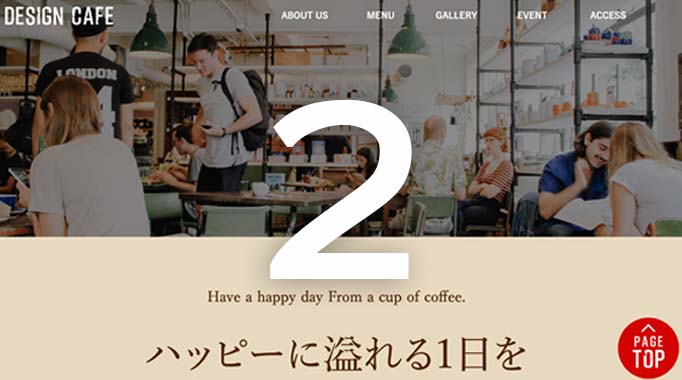 DESIGN CAFE
ABOUT US
MENU
GALLERY
EVENT
ACCESS
LONDON
2
Have a happy day From a cup of coffee.
ハッピーに溢れる1日を
PAGE
TOP